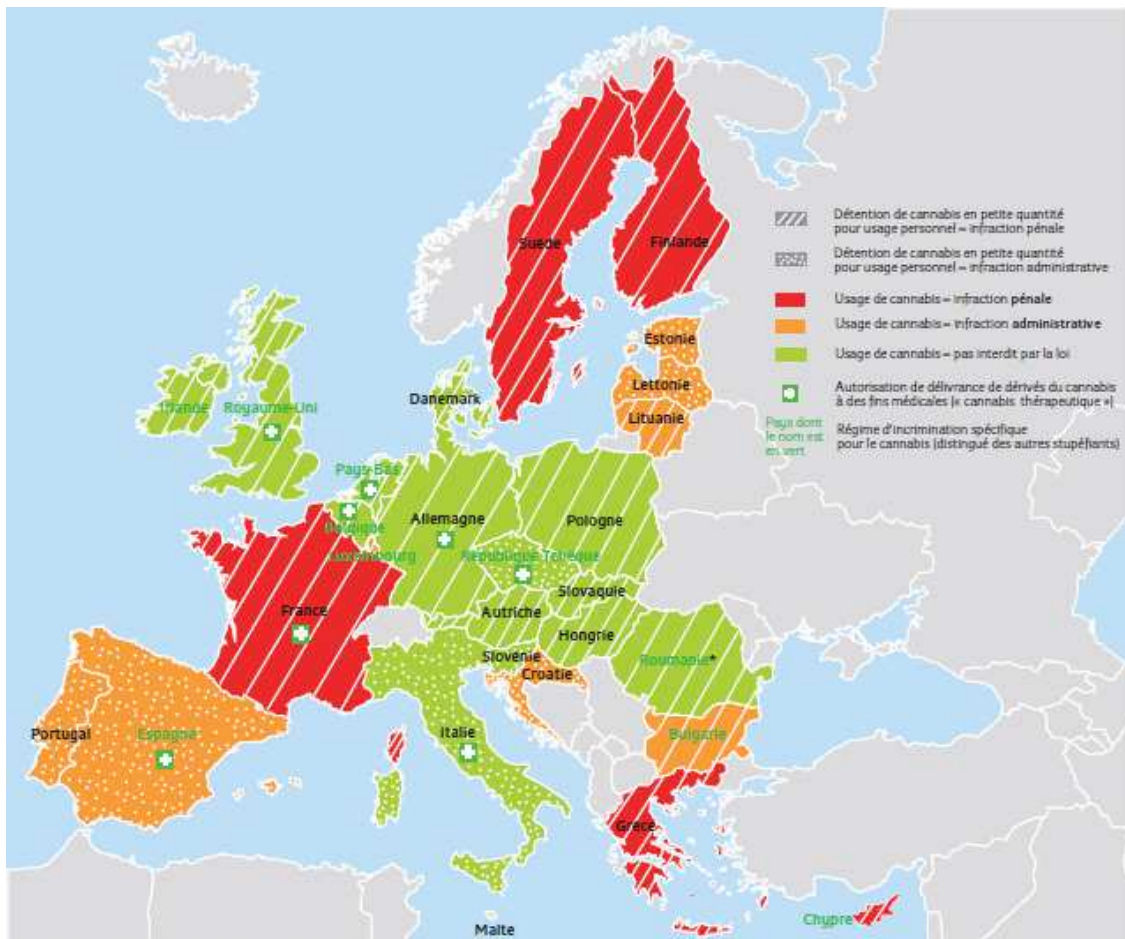 Suède
Finlande
Détention de cannabis en petite quantité
pour usage personnel = infraction pénale
Détention de cannabis en petite quantité
pour usage personnel = infraction administrative
Usage de cannabis = infraction pénale
Usage de cannabis = infraction administrative
Usage de cannabis = pas interdit par la loi
Autorisation de délivrance de dérivés du cannabis
à des fins médicales (« cannabis thérapeutique »)
Pays dont
le nom est
en vert
Régime d'incrimination spécifique
pour le cannabis (distingué des autres stupéfiants)
Estonie
Lettonie
Lituanie
Danemark
Irlande
Royaume-Uni
Pays-Bas
Belgique
Luxembourg
Allemagne
Pologne
République Tchèque
Slovaquie
France
Autriche
Hongrie
Slovénie
Croatie
Roumanie*
Portugal
Espagne
Italie
Bulgarie
Grèce
Chypre
Malte